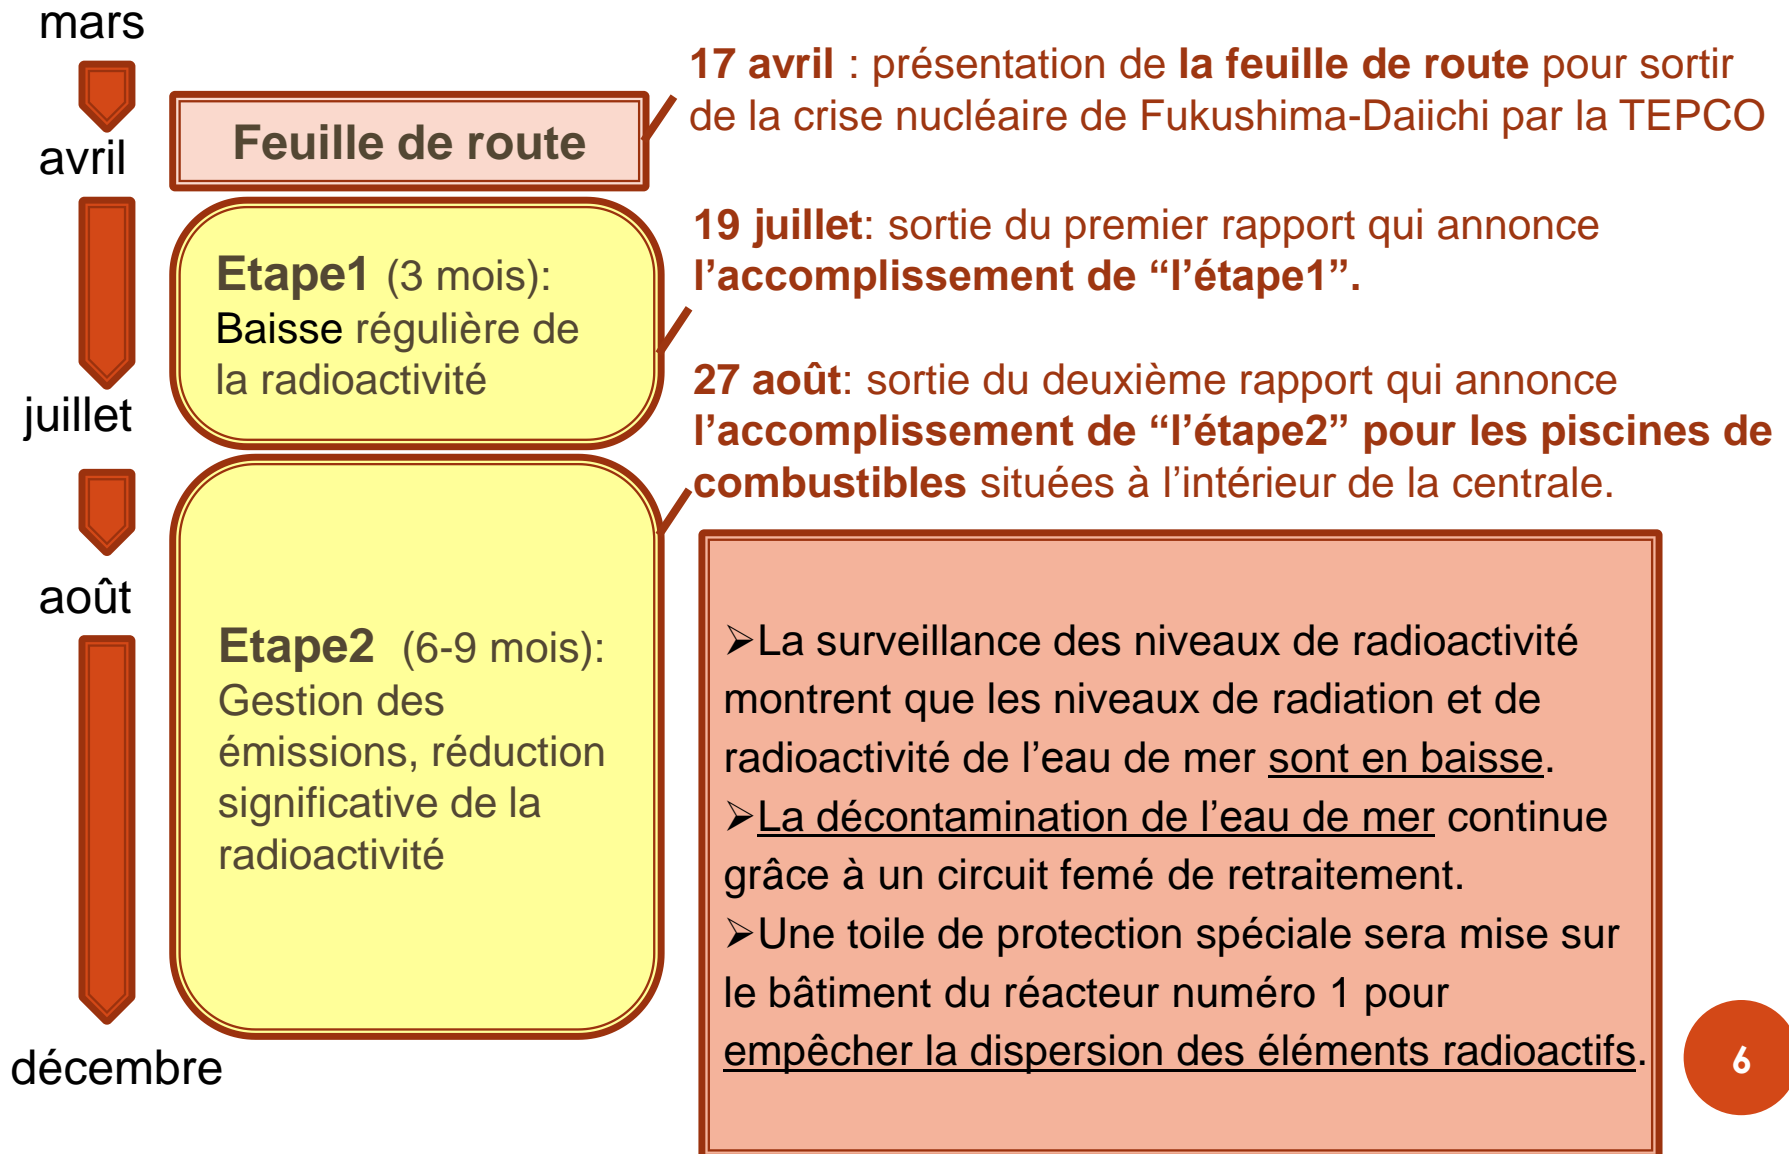 mars
avril
juillet
août
décembre
Feuille de route
17 avril : présentation de la feuille de route pour sortir
de la crise nucléaire de Fukushima-Daiichi par la TEPCO
Etape1 (3 mois):
Baisse régulière de
la radioactivité
19 juillet: sortie du premier rapport qui annonce
l’accomplissement de “l’étape1”.
27 août: sortie du deuxième rapport qui annonce
l’accomplissement de “l’étape2” pour les piscines de
combustibles situées à l’intérieur de la centrale.
Etape2 (6-9 mois):
Gestion des
émissions, réduction
significative de la
radioactivité
➢La surveillance des niveaux de radioactivité
montrent que les niveaux de radiation et de
radioactivité de l’eau de mer sont en baisse.
➢La décontamination de l’eau de mer continue
grâce à un circuit femé de retraitement.
➢Une toile de protection spéciale sera mise sur
le bâtiment du réacteur numéro 1 pour
empêcher la dispersion des éléments radioactifs.
6